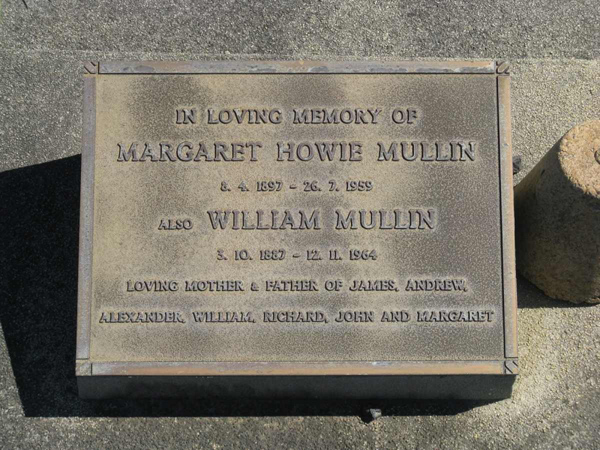 IN LOVING MEMORY OF
MARGARET HOWIE MULLIN
8. 4. 1897 - 26. 7. 1959
ALSO WILLIAM MULLIN
3. 10. 1887 - 12. 11. 1964
LOVING MOTHER & FATHER OF JAMES, ANDREW,
ALEXANDER, WILLIAM, RICHARD, JOHN AND MARGARET